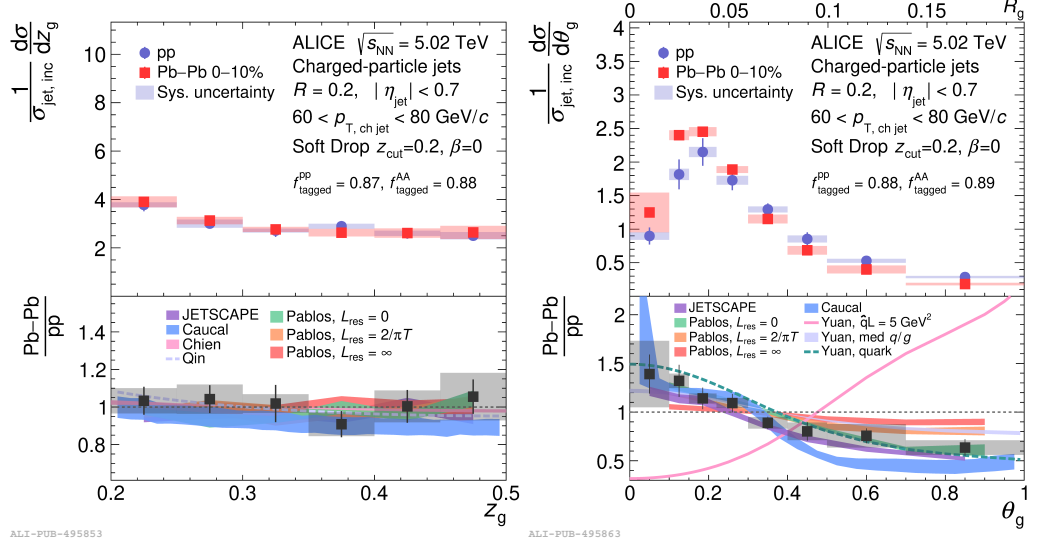 1/σjet, inc dσ/dzg
10
8
6
4
2
pp
Pb−Pb 0−10%
Sys. uncertainty
ALICE √sNN = 5.02 TeV
Charged-particle jets
R = 0.2, | ηjet | < 0.7
60 < pT, ch jet < 80 GeV/c
Soft Drop zcut=0.2, β=0
f pp tagged = 0.87, f AA tagged = 0.88
Pb−Pb/pp
1.4
1.2
1
0.8
JETSCAPE
Caucal
Chien
Qin
Pablos, Lres = 0
Pablos, Lres = 2/πT
Pablos, Lres = ∞
0.2 0.3 0.4 0.5
zg
ALI-PUB-495853
0 0.05 0.1 0.15 Rg
1/σjet, inc dσ/dθg
4
3.5
3
2.5
2
1.5
1
0.5
pp
Pb−Pb 0−10%
Sys. uncertainty
ALICE √sNN = 5.02 TeV
Charged-particle jets
R = 0.2, | ηjet | < 0.7
60 < pT, ch jet < 80 GeV/c
Soft Drop zcut=0.2, β=0
f pp tagged = 0.88, f AA tagged = 0.89
Pb−Pb/pp
2
1.5
1
0.5
JETSCAPE
Pablos, Lres = 0
Pablos, Lres = 2/πT
Pablos, Lres = ∞
Caucal
Yuan, q̂L = 5 GeV²
Yuan, med q/g
Yuan, quark
0 0.2 0.4 0.6 0.8 1
θg
ALI-PUB-495863